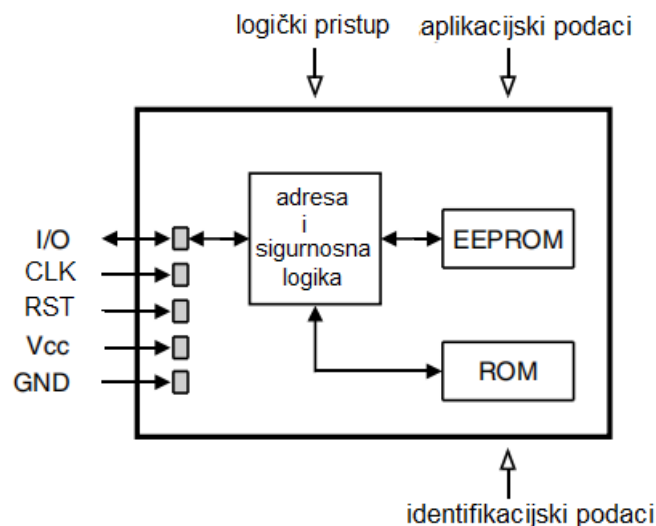 logički pristup
aplikacijski podaci
adresa
i
sigurnosna
logika
I/O
CLK
RST
Vcc
GND
EEPROM
ROM
identifikacijski podaci